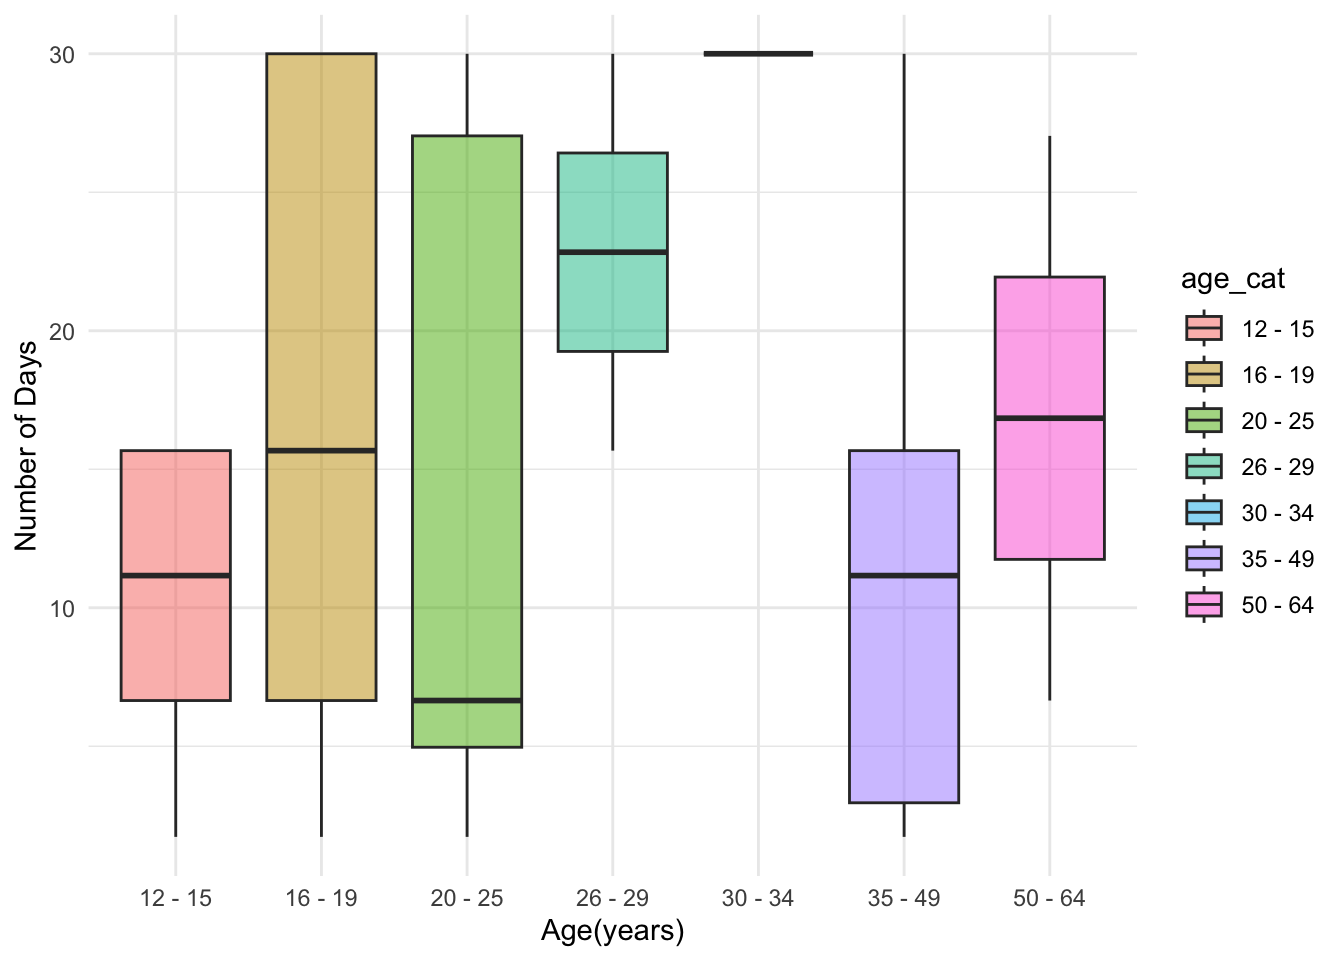 30
20
10
Number of Days
12 - 15
16 - 19
20 - 25
26 - 29
30 - 34
35 - 49
50 - 64
Age(years)
age_cat
12 - 15
16 - 19
20 - 25
26 - 29
30 - 34
35 - 49
50 - 64